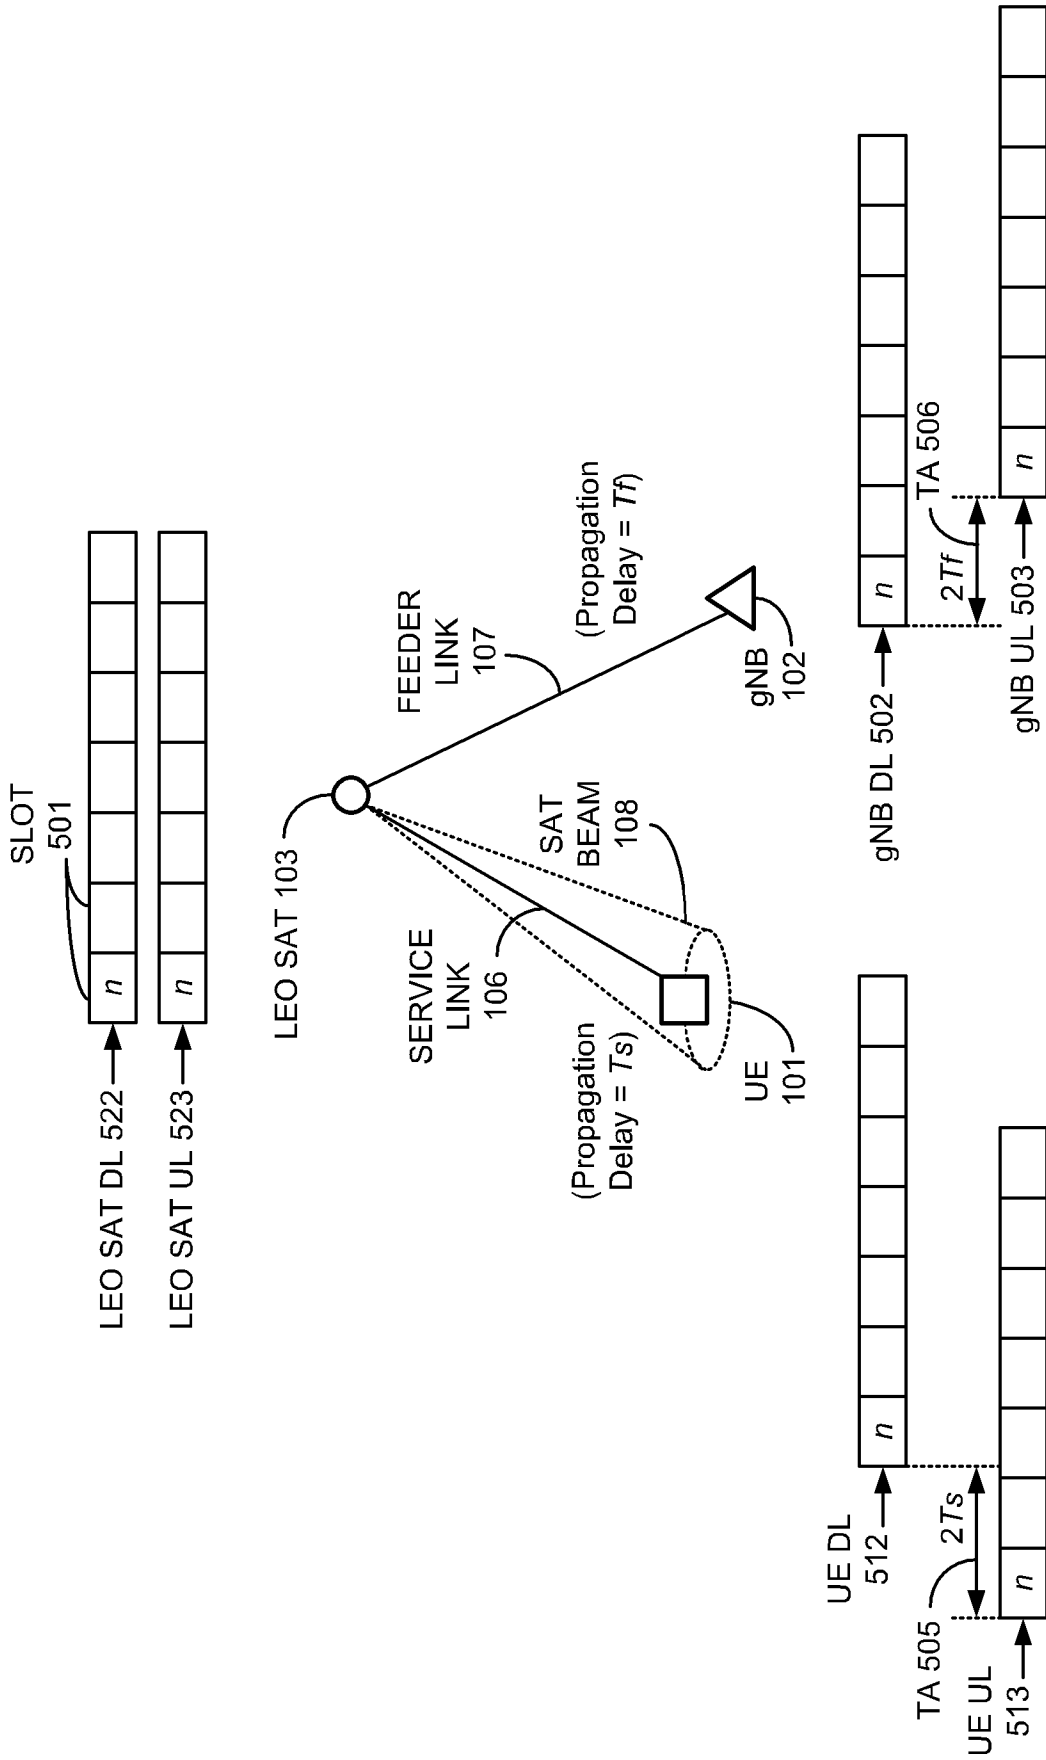 SLOT
501
LEO SAT DL 522
n
LEO SAT UL 523
n
LEO SAT 103
SERVICE
LINK
106
FEEDER
LINK
107
SAT
BEAM
108
(Propagation
Delay = Ts)
(Propagation
Delay = Tf)
UE
101
gNB
102
UE DL
512
n
gNB DL 502
n
TA 505
2Ts
2Tf
TA 506
UE UL
513
n
gNB UL 503
n